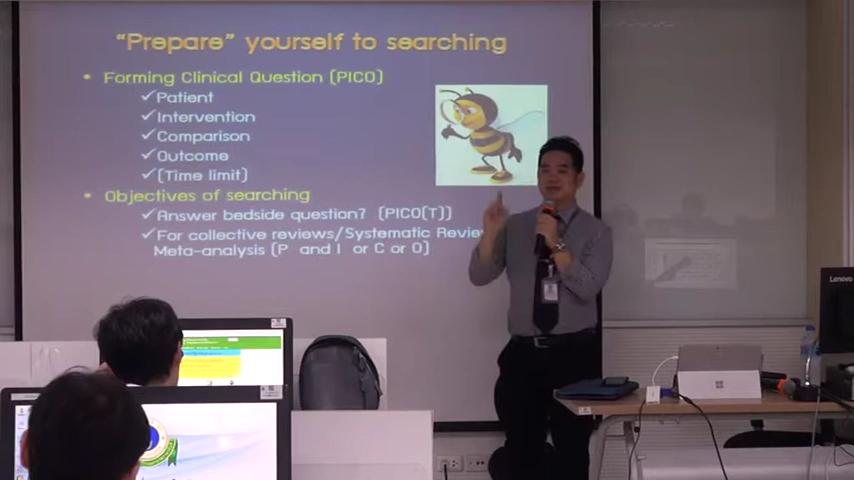 "Prepare" yourself to searching
• Forming Clinical Question (PICO)
✓Patient
✓Intervention
✓Comparison
✓Outcome
✓(Time limit)
• Objectives of searching
✓Answer bedside question? (PICO(T))
✓For collective reviews/Systematic Review
Meta-analysis (P and I or C or O)
Lenovo
Microsoft